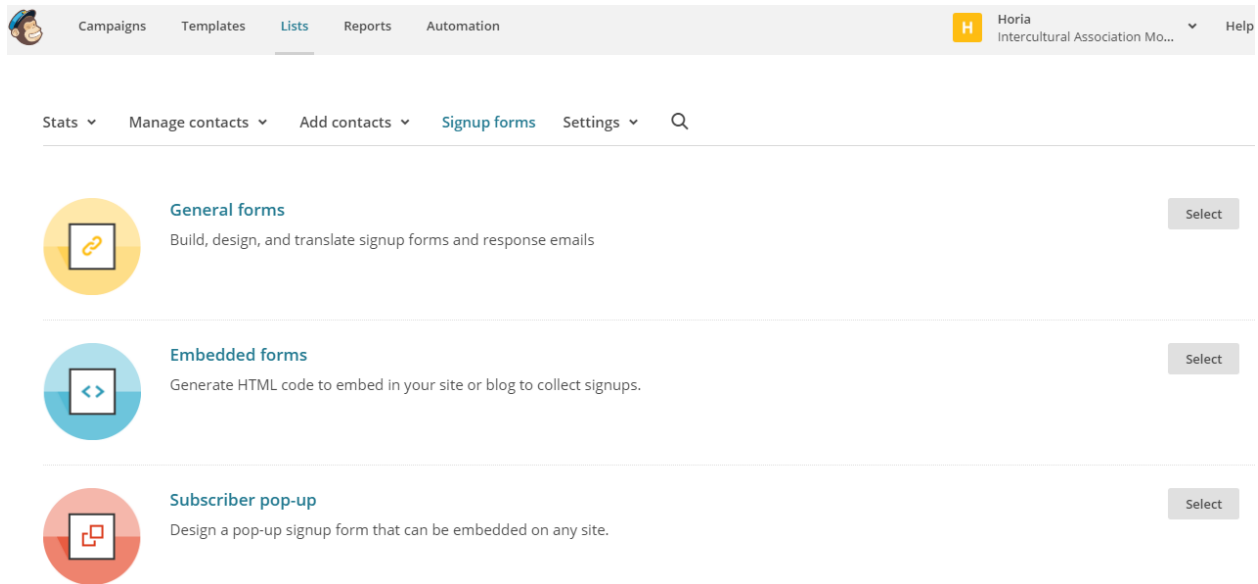 Campaigns Templates Lists Reports Automation H Horia Help
Intercultural Association Mo...
Stats Manage contacts Add contacts Signup forms Settings
General forms Select
Build, design, and translate signup forms and response emails
Embedded forms Select
Generate HTML code to embed in your site or blog to collect signups.
Subscriber pop-up Select
Design a pop-up signup form that can be embedded on any site.